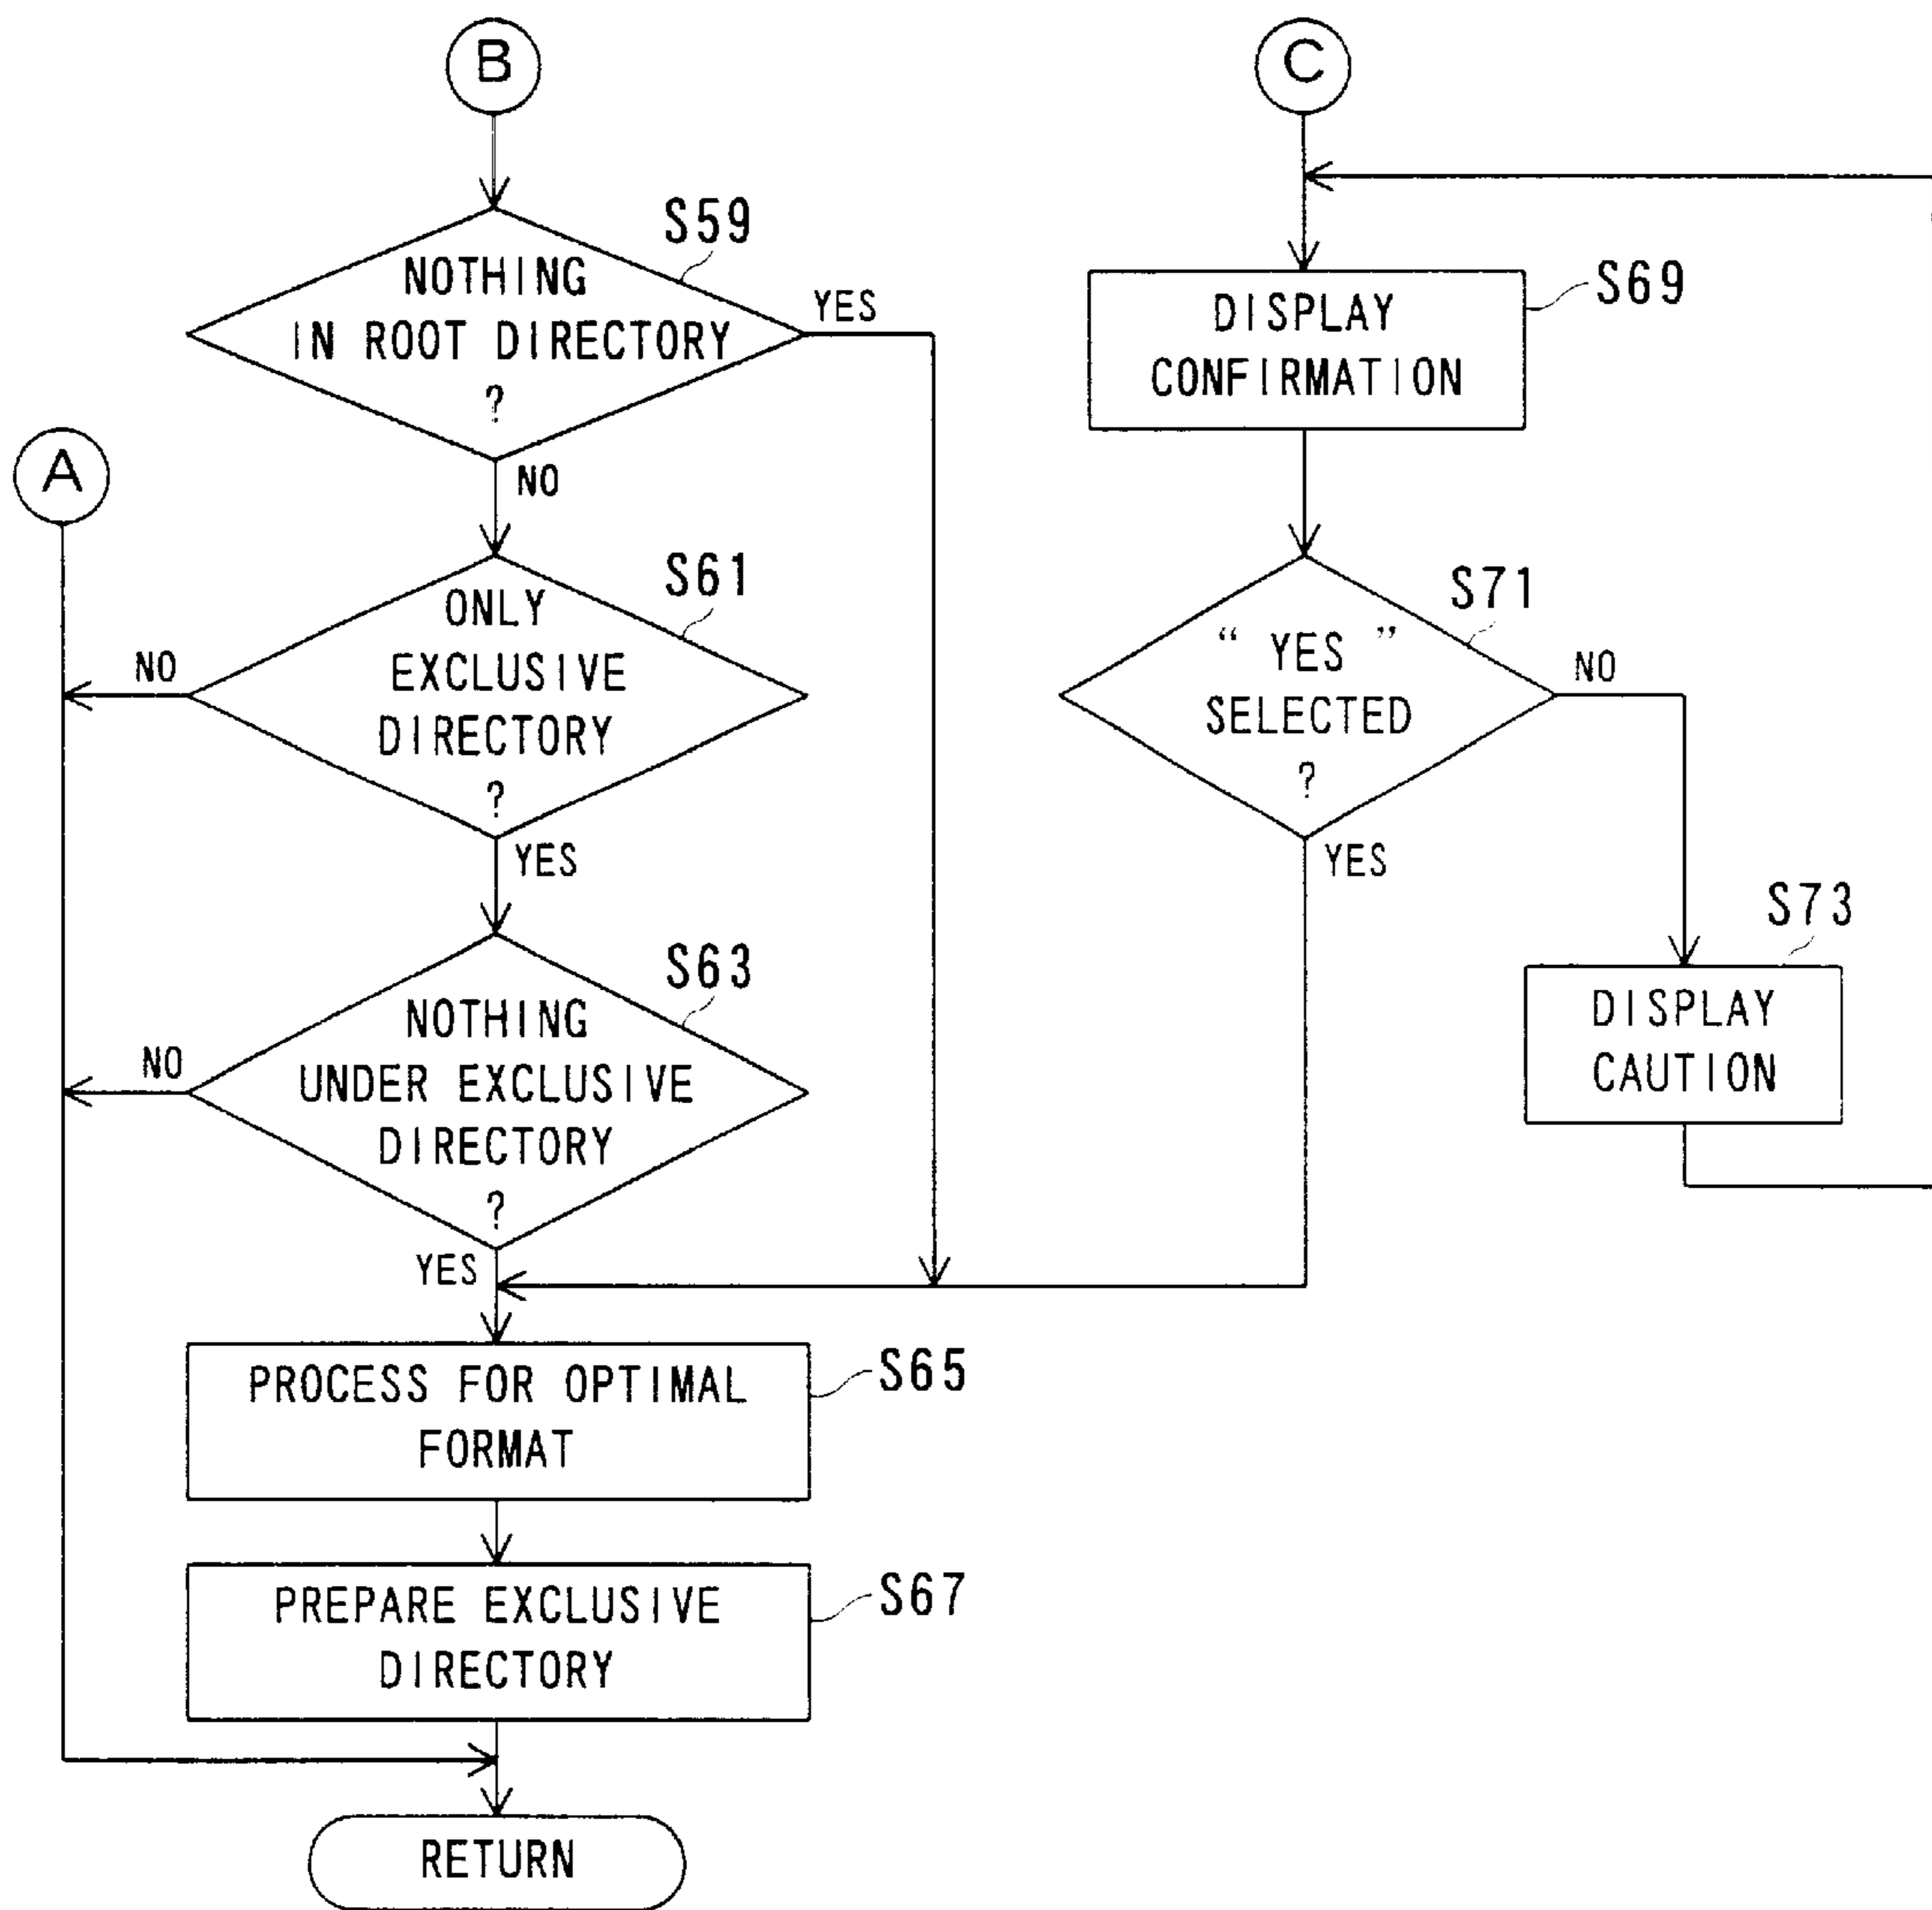 B
S59
NOTHING
IN ROOT DIRECTORY
?
YES
NO
A
S61
ONLY
EXCLUSIVE
DIRECTORY
?
NO
YES
S63
NOTHING
UNDER EXCLUSIVE
DIRECTORY
?
NO
YES
PROCESS FOR OPTIMAL
FORMAT
S65
PREPARE EXCLUSIVE
DIRECTORY
S67
RETURN
C
DISPLAY
CONFIRMATION
S69
S71
“ YES ”
SELECTED
?
NO
YES
S73
DISPLAY
CAUTION